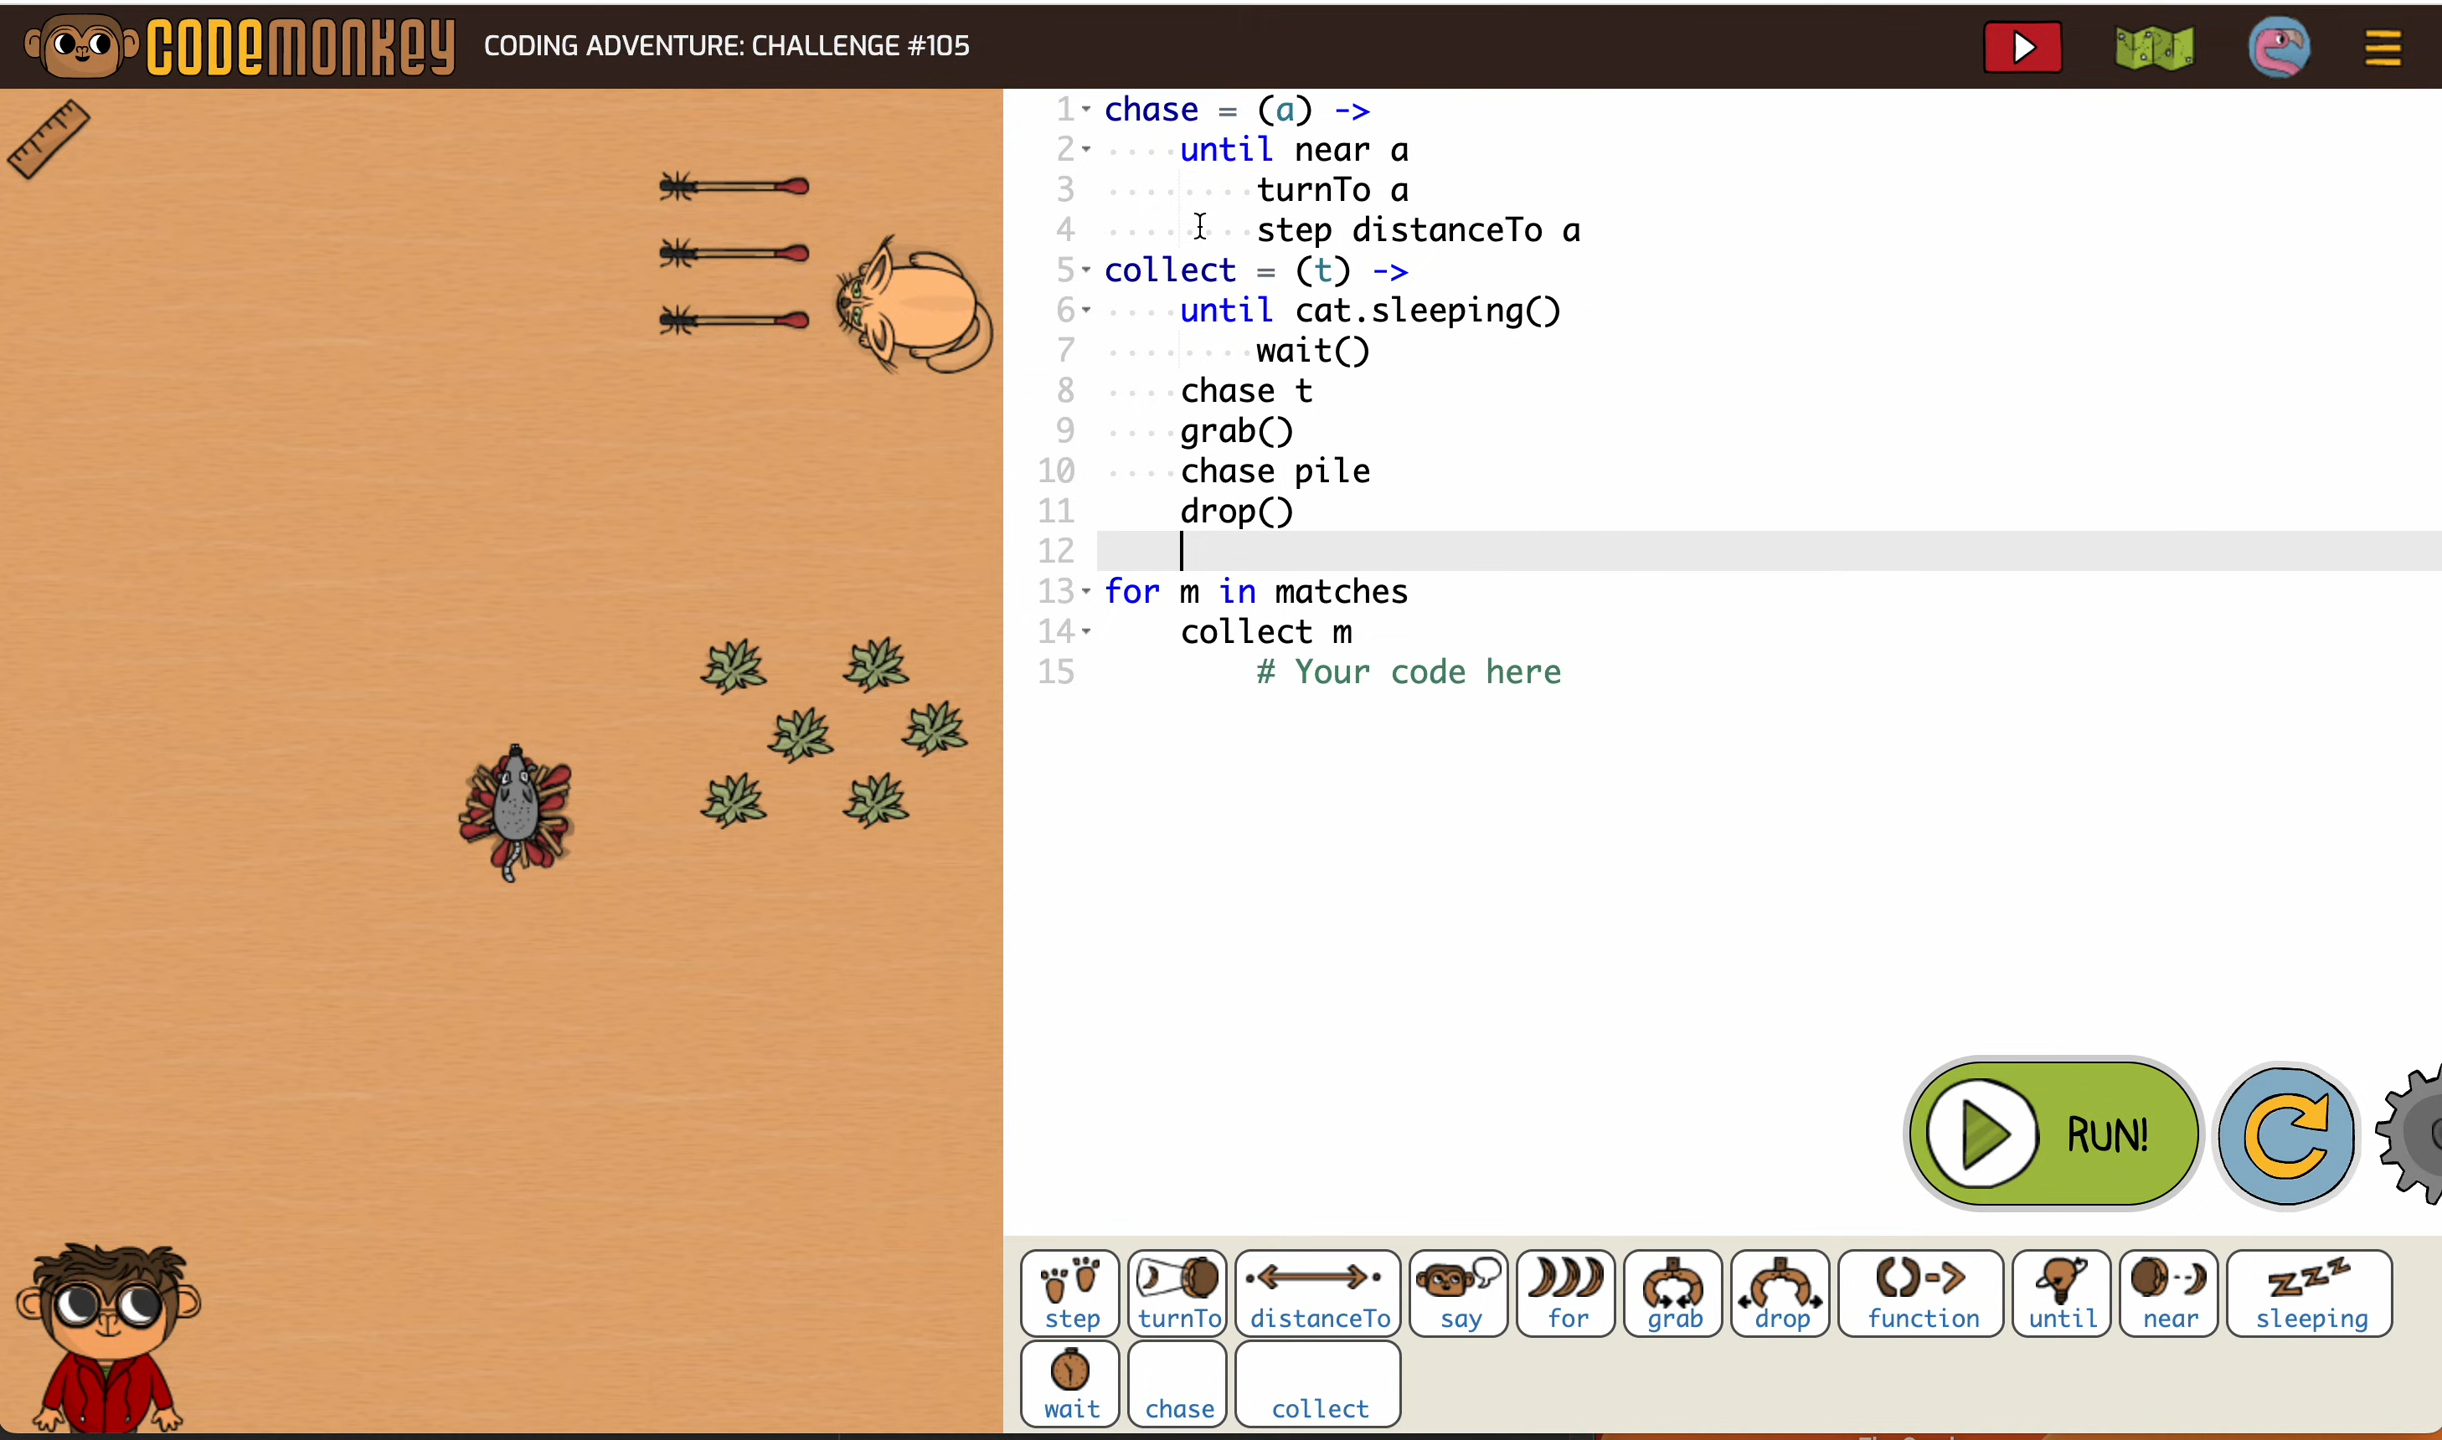 CODEMONKEY CODING ADVENTURE: CHALLENGE #105
1 chase = (a) ->
2 until near a
3 turnTo a
4 step distanceTo a
5 collect = (t) ->
6 until cat.sleeping()
7 wait()
8 chase t
9 grab()
10 chase pile
11 drop()
12
13 for m in matches
14 collect m
15 # Your code here
RUN!
step turnTo distanceTo say for grab drop function until near sleeping
wait chase collect